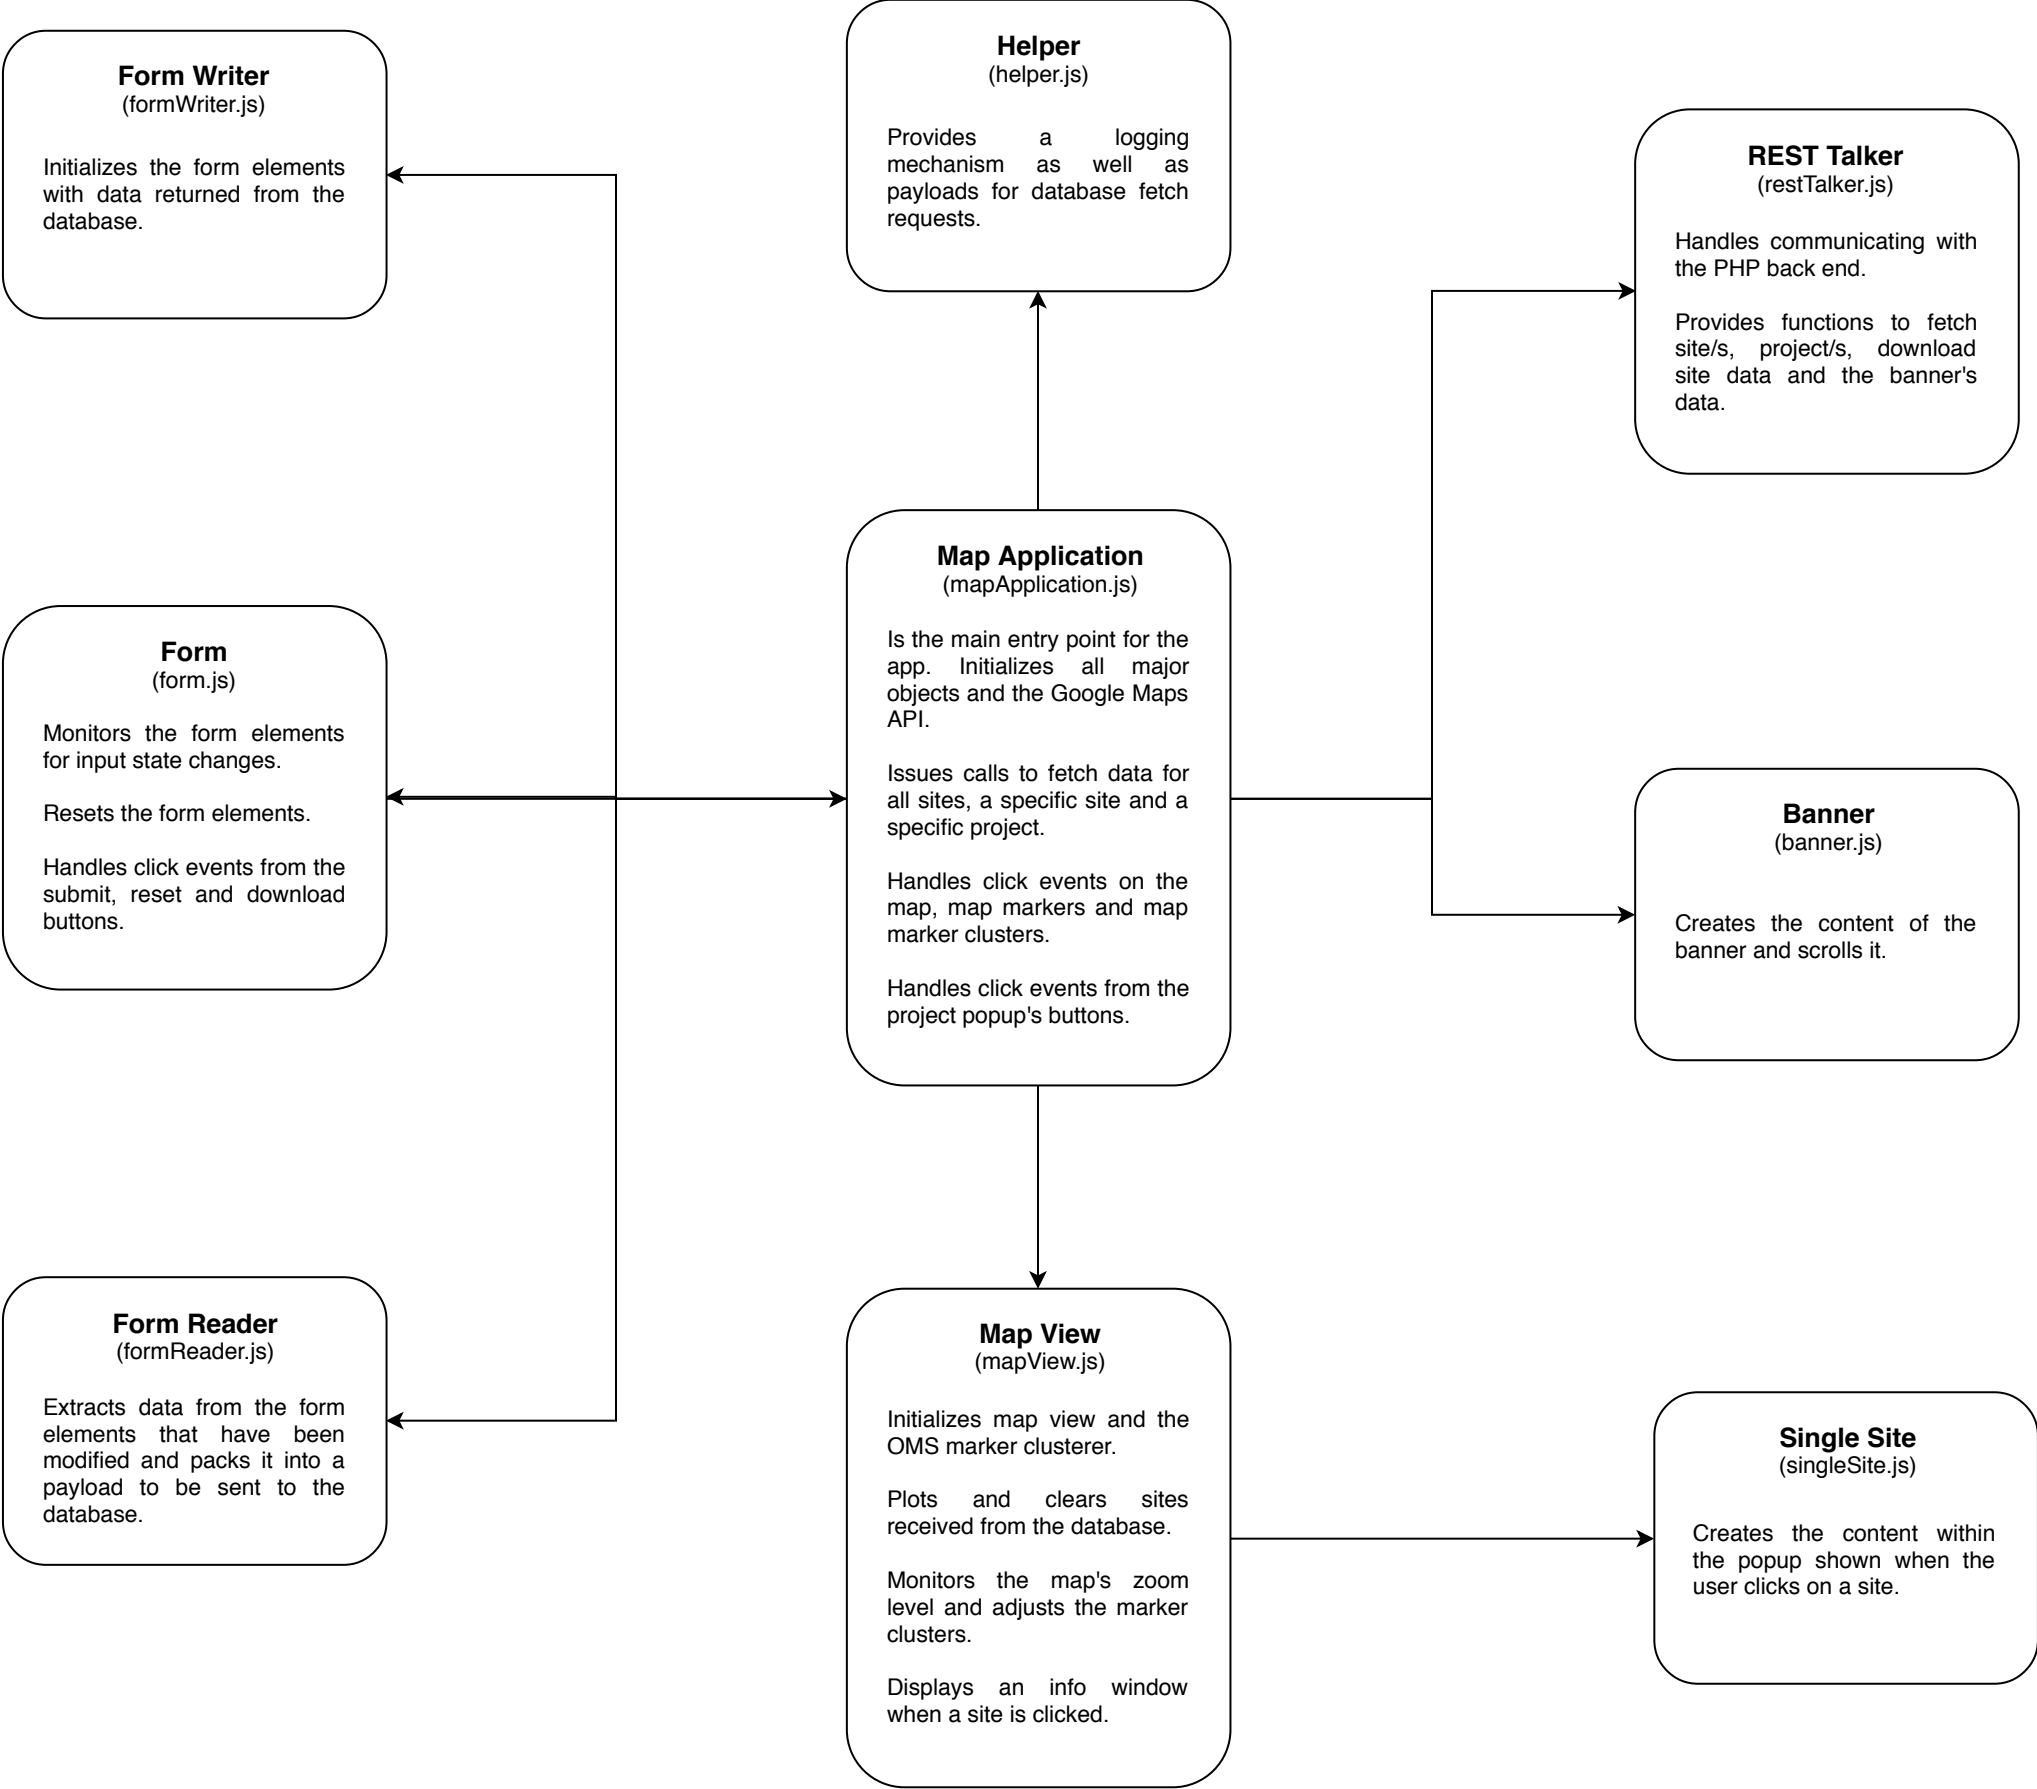 Form Writer
(formWriter.js)
Initializes the form elements
with data returned from the
database.
Helper
(helper.js)
Provides a logging
mechanism as well as
payloads for database fetch
requests.
REST Talker
(restTalker.js)
Handles communicating with
the PHP back end.
Provides functions to fetch
site/s, project/s, download
site data and the banner's
data.
Form
(form.js)
Monitors the form elements
for input state changes.
Resets the form elements.
Handles click events from the
submit, reset and download
buttons.
Map Application
(mapApplication.js)
Is the main entry point for the
app. Initializes all major
objects and the Google Maps
API.
Issues calls to fetch data for
all sites, a specific site and a
specific project.
Handles click events on the
map, map markers and map
marker clusters.
Handles click events from the
project popup's buttons.
Banner
(banner.js)
Creates the content of the
banner and scrolls it.
Form Reader
(formReader.js)
Extracts data from the form
elements that have been
modified and packs it into a
payload to be sent to the
database.
Map View
(mapView.js)
Initializes map view and the
OMS marker clusterer.
Plots and clears sites
received from the database.
Monitors the map's zoom
level and adjusts the marker
clusters.
Displays an info window
when a site is clicked.
Single Site
(singleSite.js)
Creates the content within
the popup shown when the
user clicks on a site.